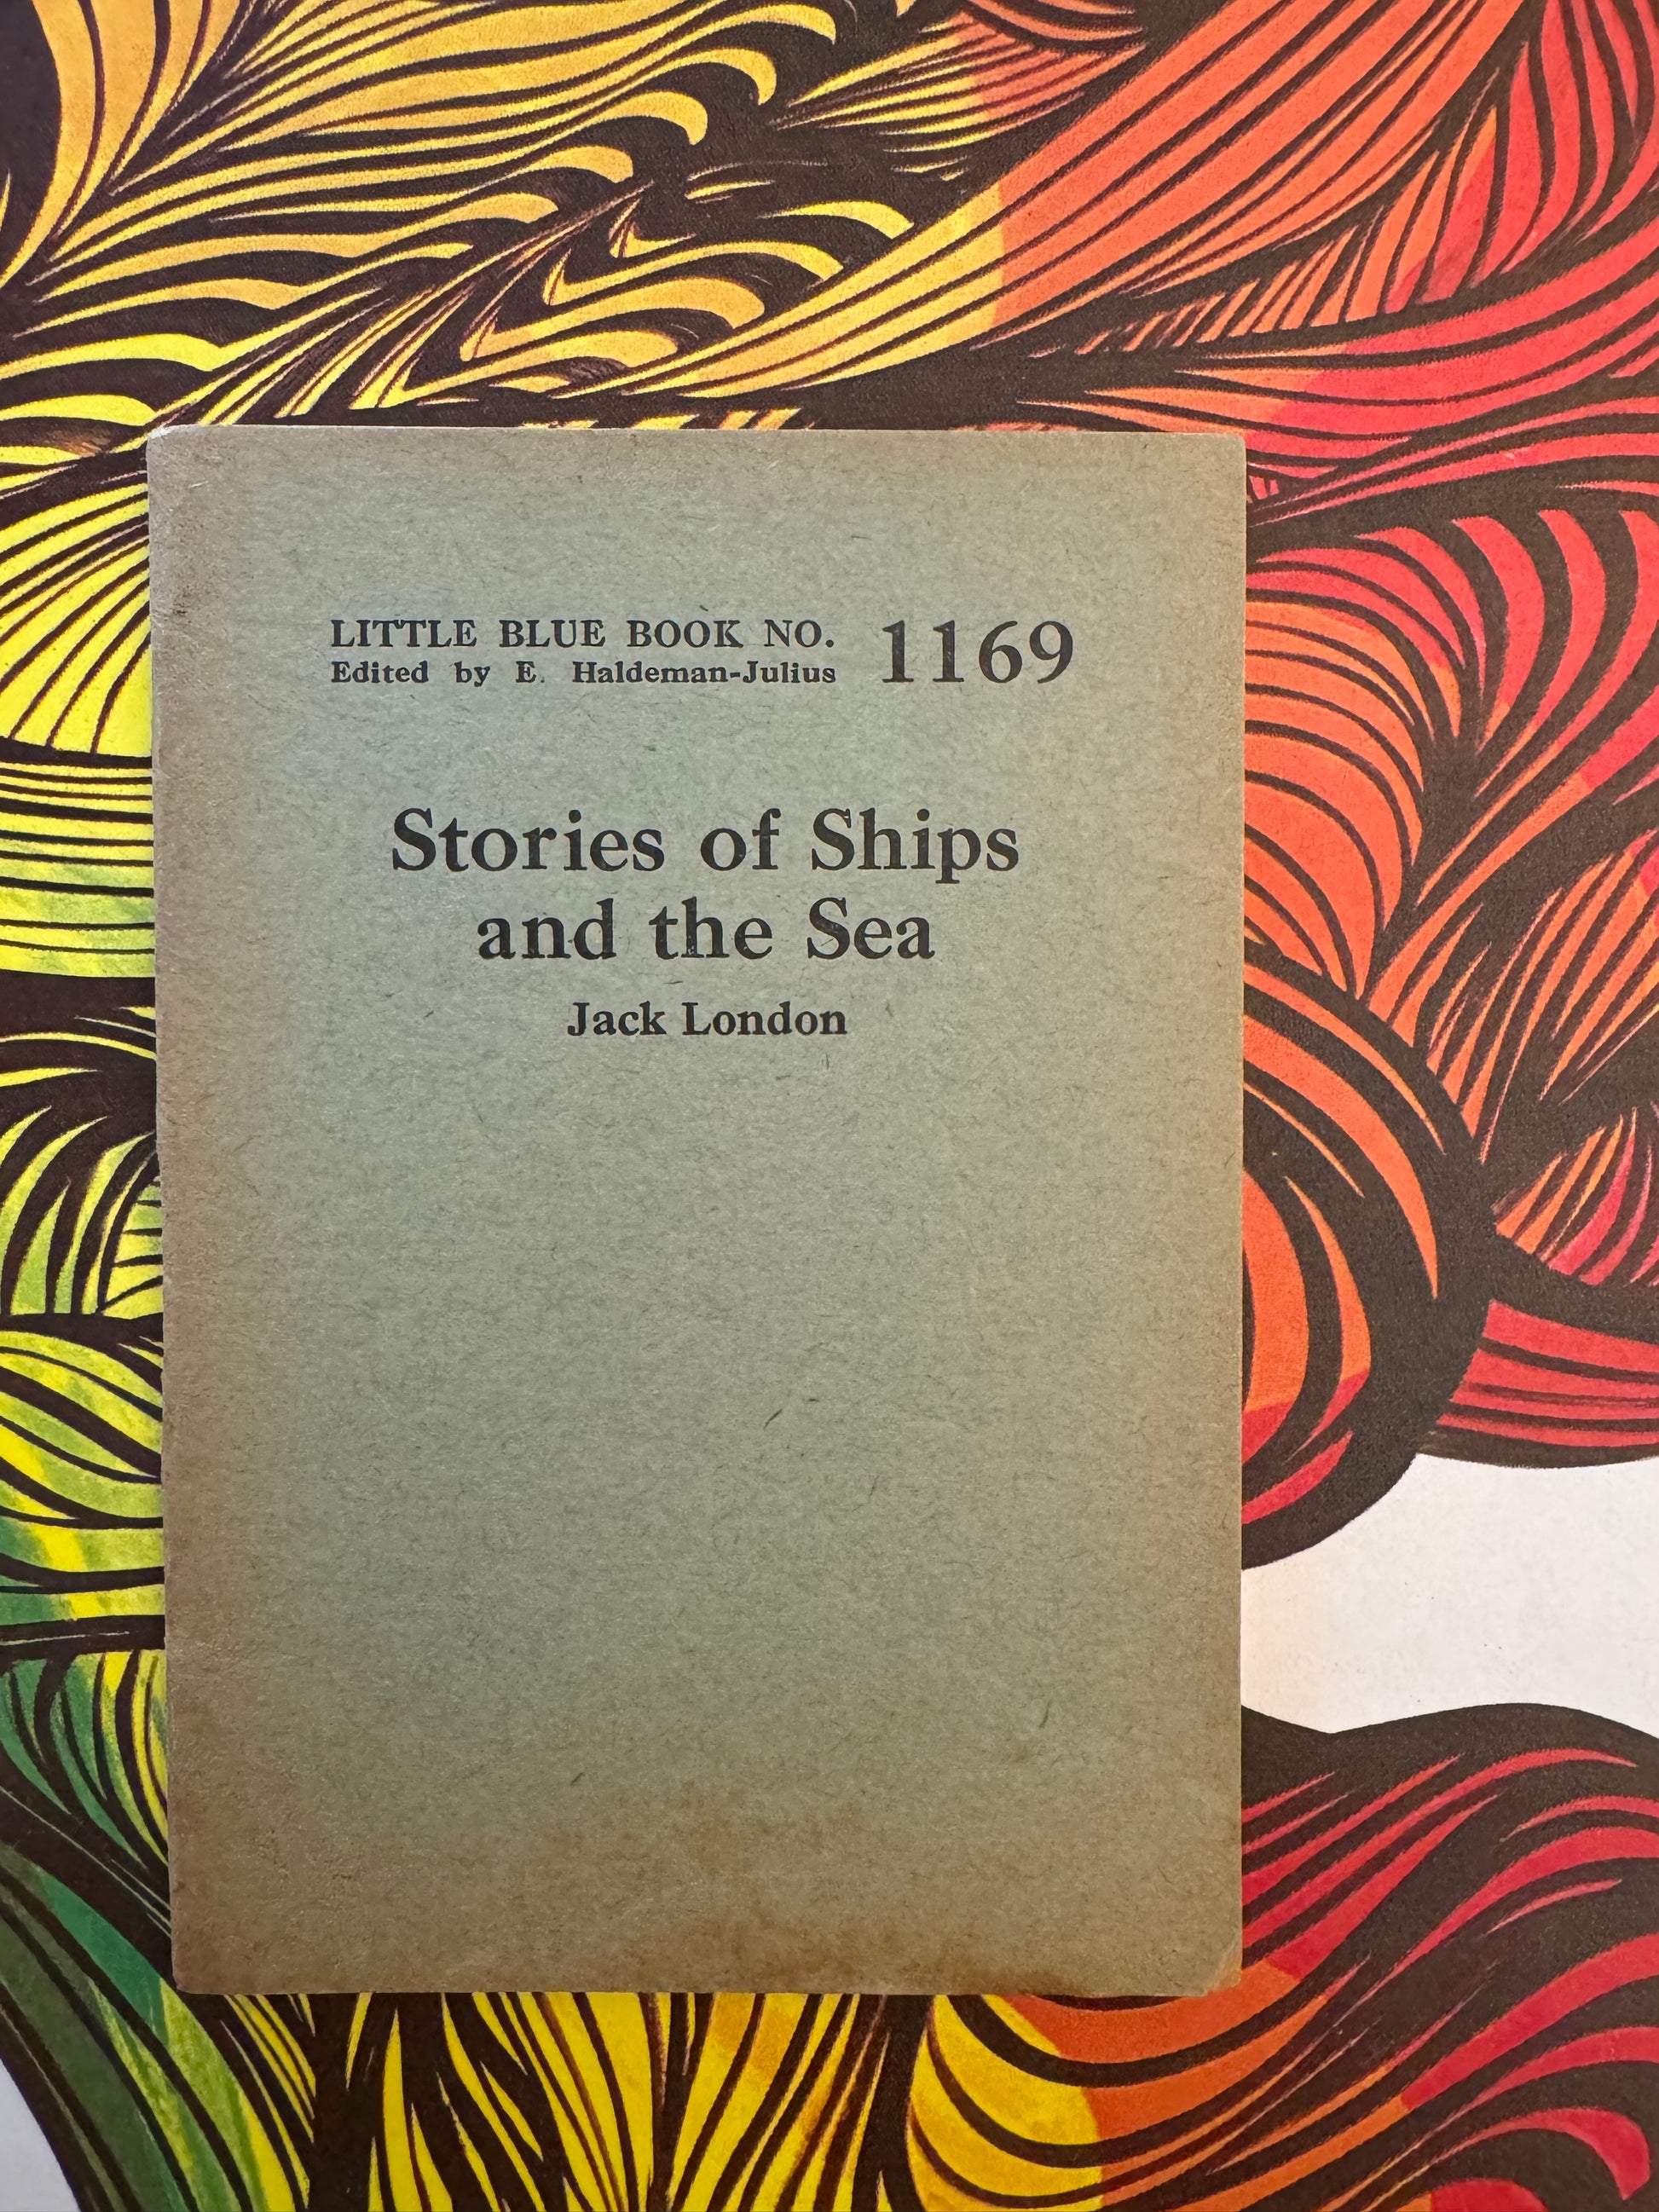 LITTLE BLUE BOOK NO. 1169
Edited by E. Haldeman-Julius
Stories of Ships
and the Sea
Jack London